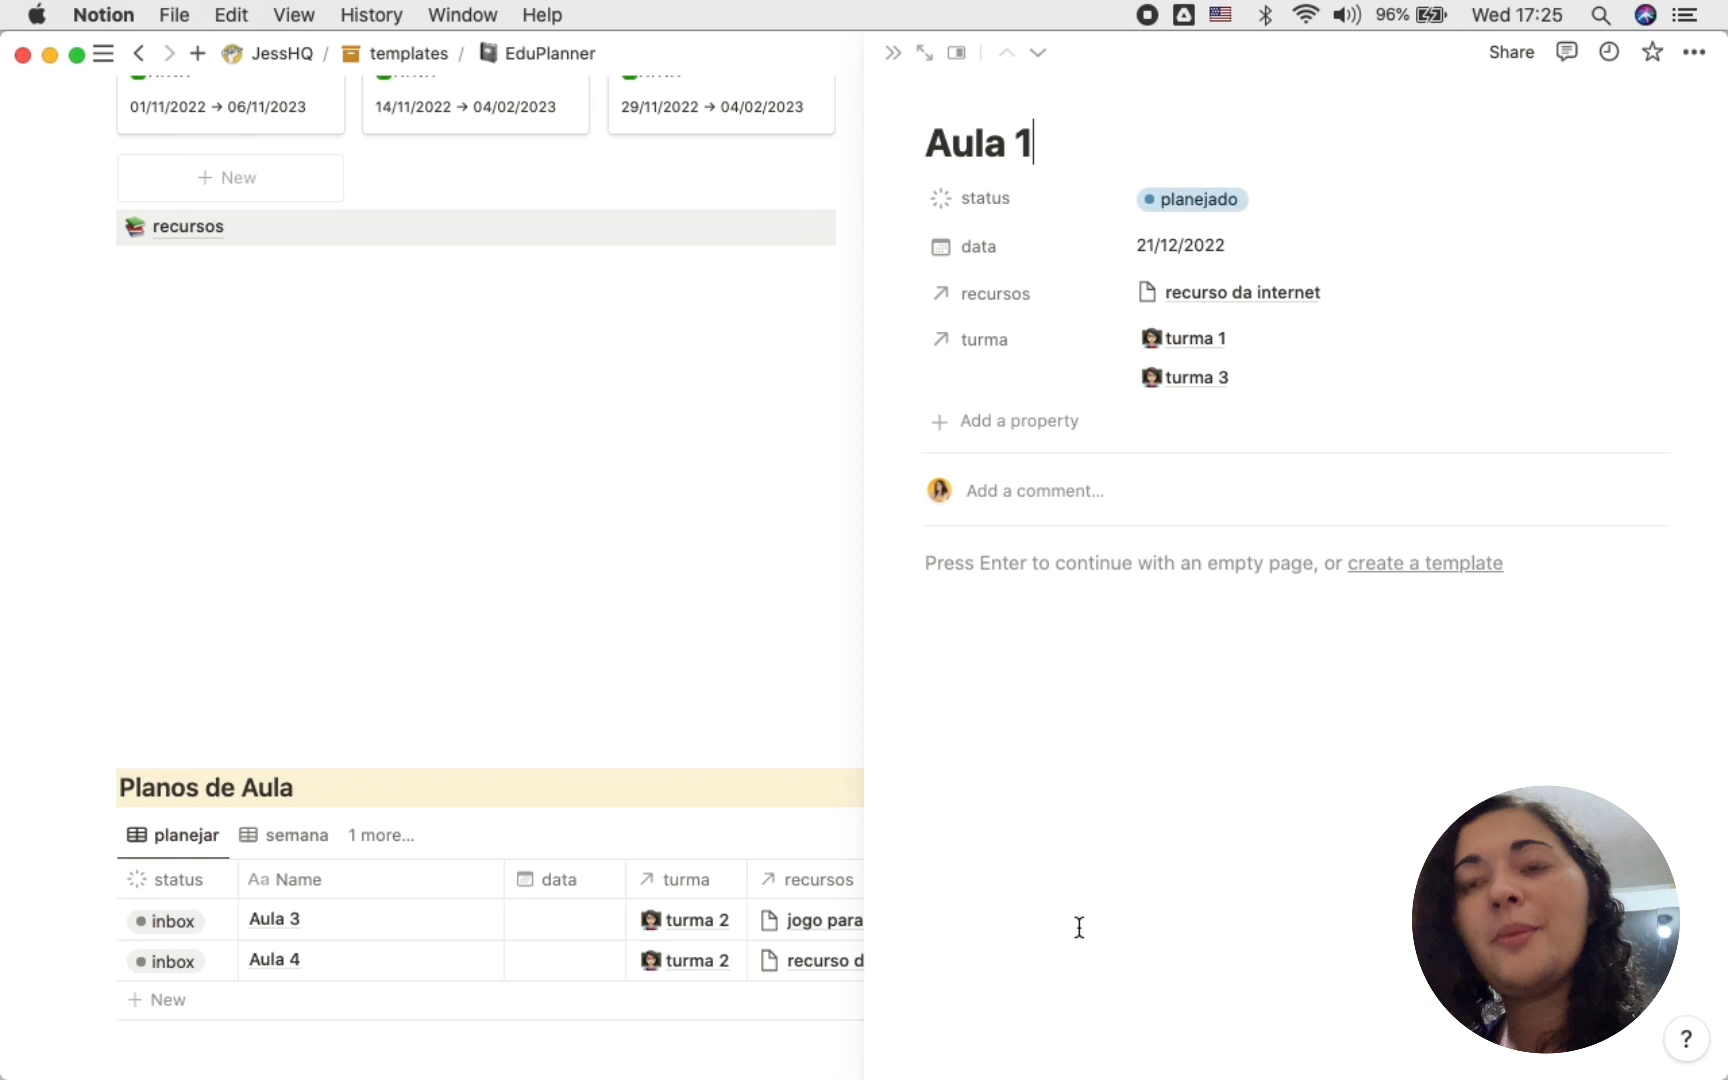 Notion File Edit View History Window Help 96% Wed 17:25
JessHQ / templates / EduPlanner
Share
01/11/2022 → 06/11/2023
14/11/2022 → 04/02/2023
29/11/2022 → 04/02/2023
+ New
recursos
Planos de Aula
planejar semana 1 more...
status Aa Name data turma recursos
inbox Aula 3 turma 2 jogo para
inbox Aula 4 turma 2 recurso d
+ New
Aula 1
status planejado
data 21/12/2022
recursos recurso da internet
turma turma 1
turma 3
+ Add a property
Add a comment...
Press Enter to continue with an empty page, or create a template
?